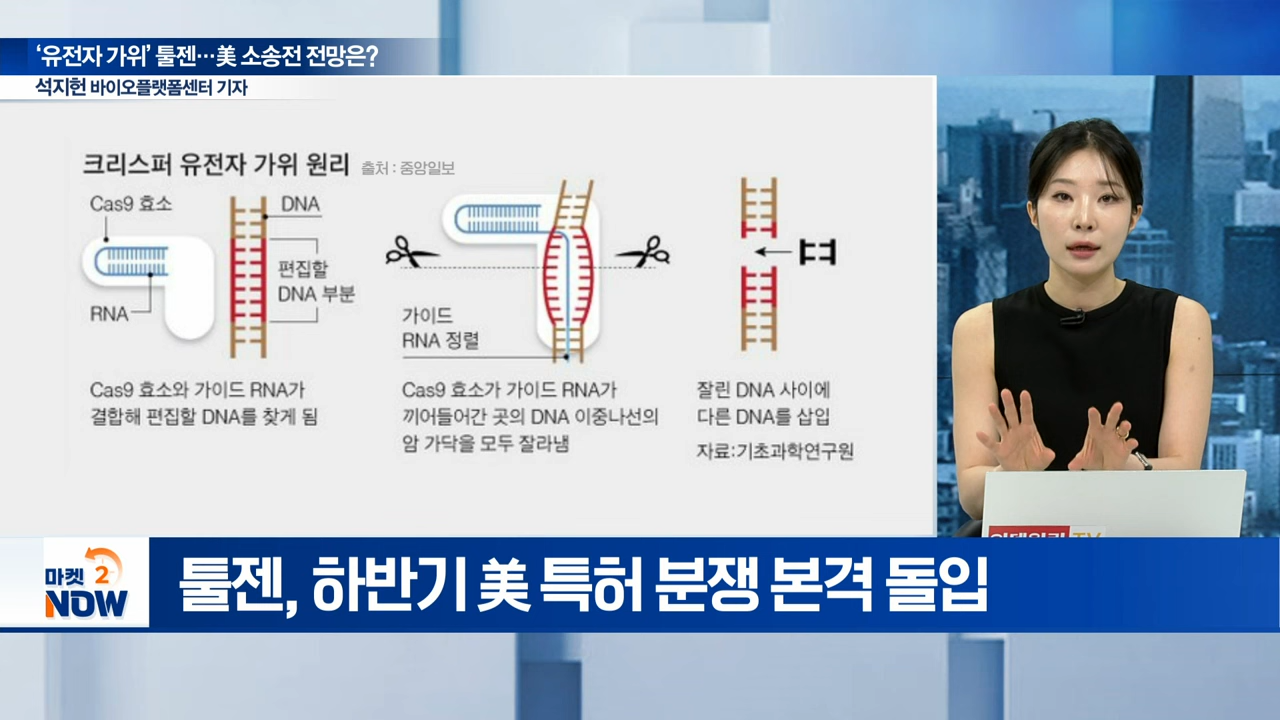 ‘유전자 가위’ 툴젠…美 소송전 전망은?
석지헌 바이오플랫폼센터 기자
크리스퍼 유전자 가위 원리 출처 : 중앙일보
Cas9 효소
DNA
편집할
DNA 부분
RNA
가이드
RNA 정렬
Cas9 효소와 가이드 RNA가
결합해 편집할 DNA를 찾게 됨
Cas9 효소가 가이드 RNA가
끼어들어간 곳의 DNA 이중나선의
양 가닥을 모두 잘라냄
잘린 DNA 사이에
다른 DNA를 삽입
자료:기초과학연구원
마켓 2
NOW
툴젠, 하반기 美 특허 분쟁 본격 돌입